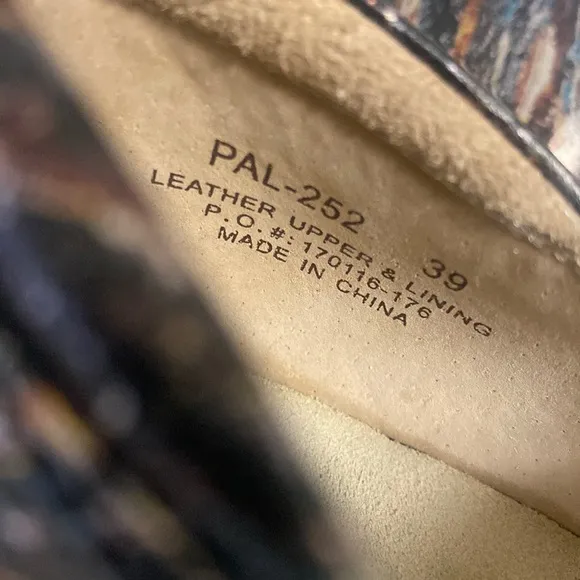 PAL-252 39
LEATHER UPPER & LINING
P.O.#: 170116-176
MADE IN CHINA